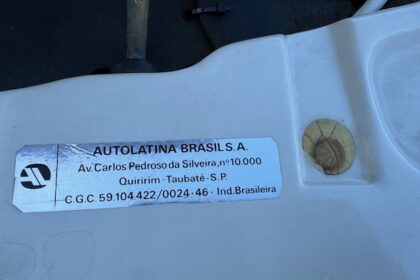 AUTOLATINA BRASIL S.A.
Av. Carlos Pedroso da Silveira, nº 10.000
Quiririm - Taubaté - S.P.
C.G.C. 59.104.422/0024-46 - Ind. Brasileira